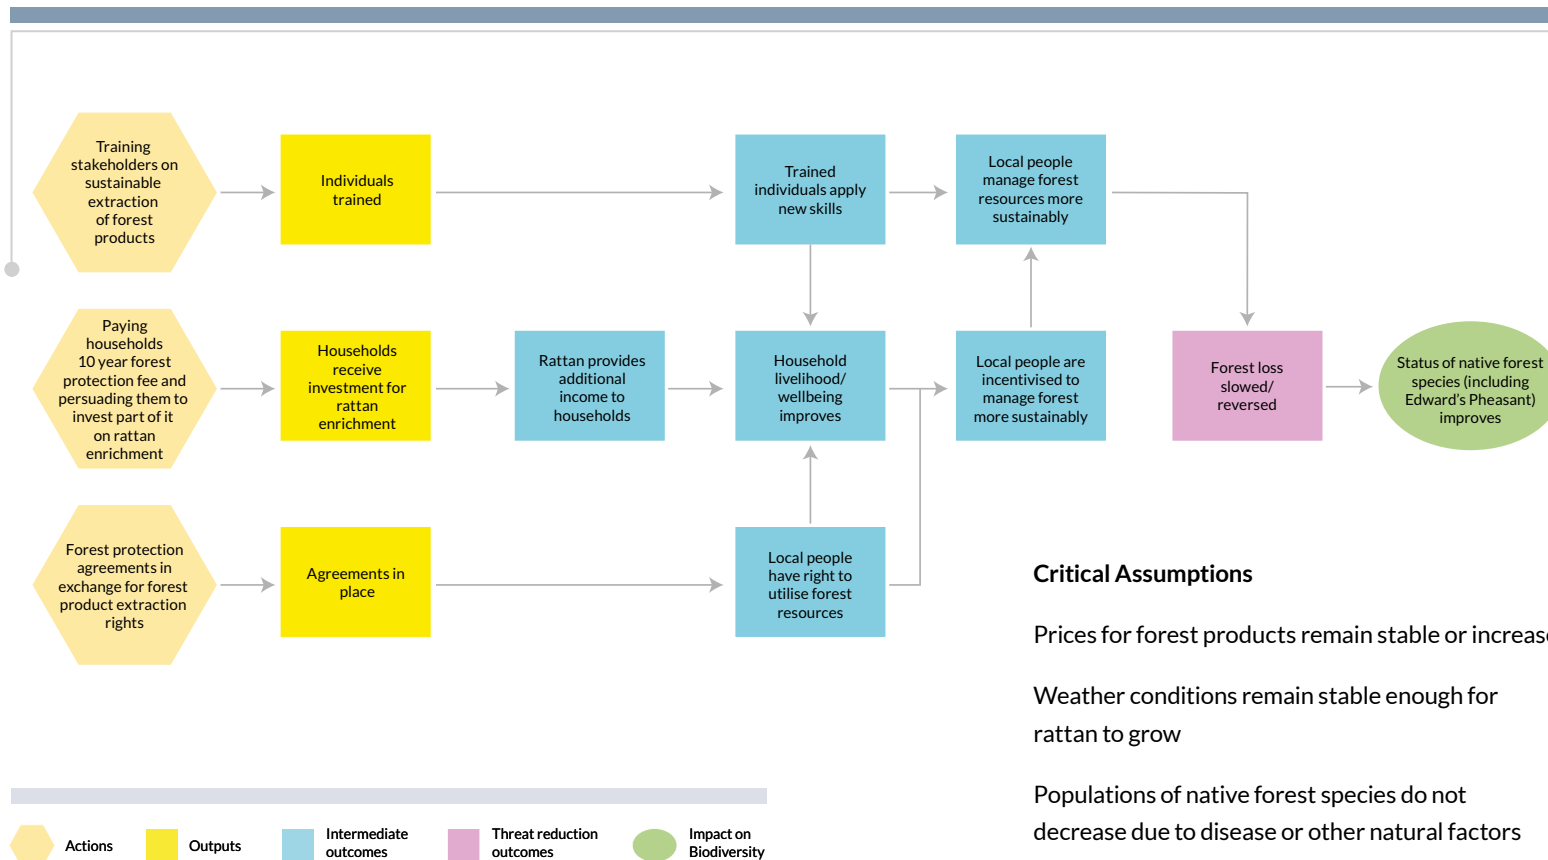 Training
stakeholders on
sustainable
extraction
of forest
products
Individuals
trained
Trained
individuals apply
new skills
Local people
manage forest
resources more
sustainably
Paying
households
10 year forest
protection fee and
persuading them to
invest part of it
on rattan
enrichment
Households
receive
investment for
rattan
enrichment
Rattan provides
additional
income to
households
Household
livelihood/
wellbeing
improves
Local people are
incentivised to
manage forest
more sustainably
Forest loss
slowed/
reversed
Status of native forest
species (including
Edward's Pheasant)
improves
Forest protection
agreements in
exchange for forest
product extraction
rights
Agreements in
place
Local people
have right to
utilise forest
resources
Critical Assumptions
Prices for forest products remain stable or increase
Weather conditions remain stable enough for
rattan to grow
Populations of native forest species do not
decrease due to disease or other natural factors
Actions
Outputs
Intermediate
outcomes
Threat reduction
outcomes
Impact on
Biodiversity